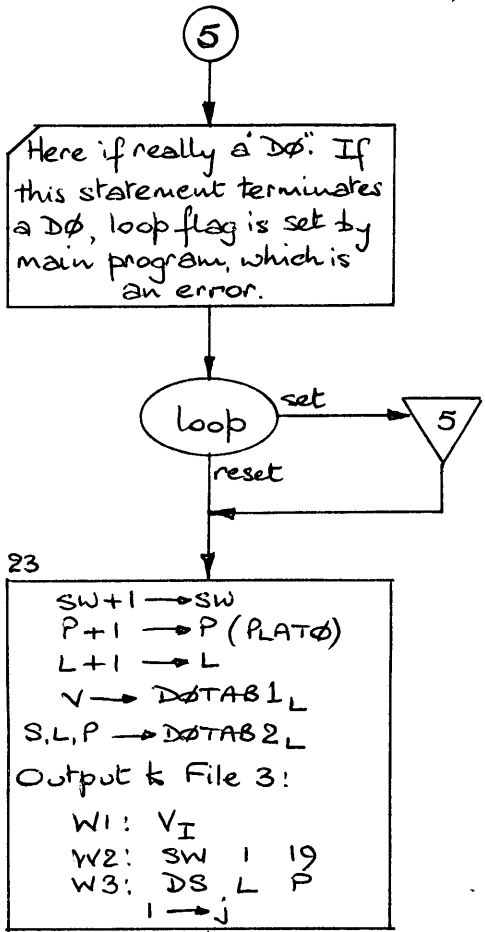 5
Here if really a "DØ". If
this statement terminates
a DØ, loop flag is set by
main program, which is
an error.
loop
set
5
reset
23
SW+1 → SW
P+1 → P (PLATØ)
L+1 → L
V → DØTAB1L
S,L,P → DØTAB2L
Output to File 3:
W1: VI
W2: SW 1 19
W3: DS L P
1 → j